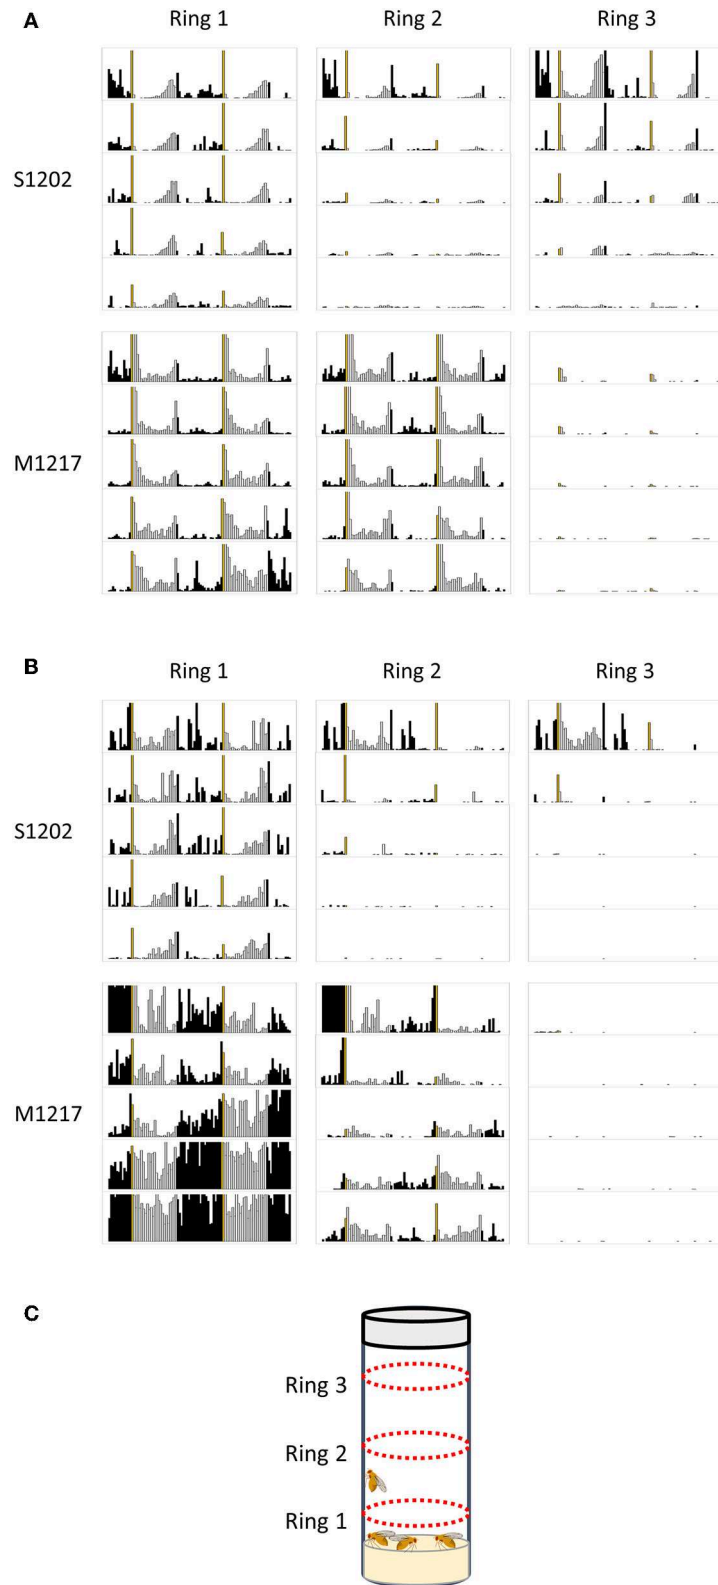 A
Ring 1 Ring 2 Ring 3
S1202
M1217
B
Ring 1 Ring 2 Ring 3
S1202
M1217
C
Ring 3
Ring 2
Ring 1